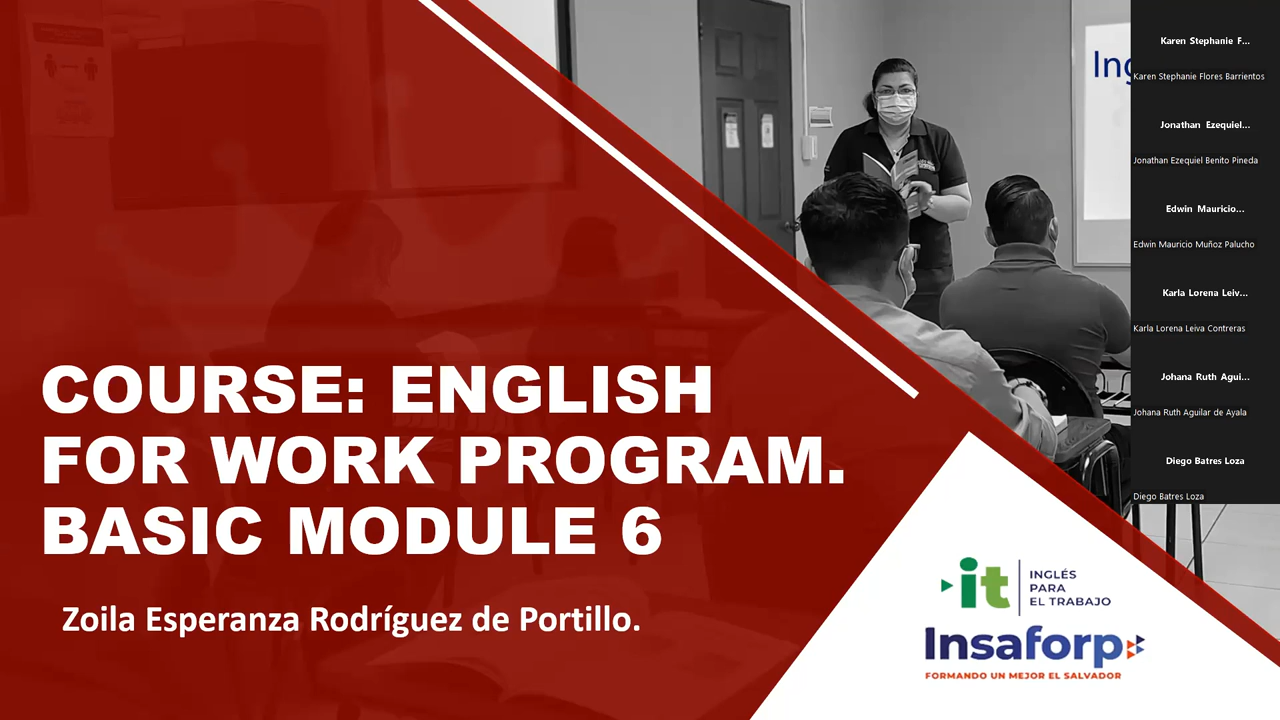 COURSE: ENGLISH
FOR WORK PROGRAM.
BASIC MODULE 6
Zoila Esperanza Rodríguez de Portillo.
Ing
it
INGLÉS
PARA
EL TRABAJO
Insaforp
FORMANDO UN MEJOR EL SALVADOR
Karen Stephanie F...
Karen Stephanie Flores Barrientos
Jonathan Ezequiel...
Jonathan Ezequiel Benito Pineda
Edwin Mauricio...
Edwin Mauricio Muñoz Palucho
Karla Lorena Leiv...
Karla Lorena Leiva Contreras
Johana Ruth Agui...
Johana Ruth Aguilar de Ayala
Diego Batres Loza
Diego Batres Loza